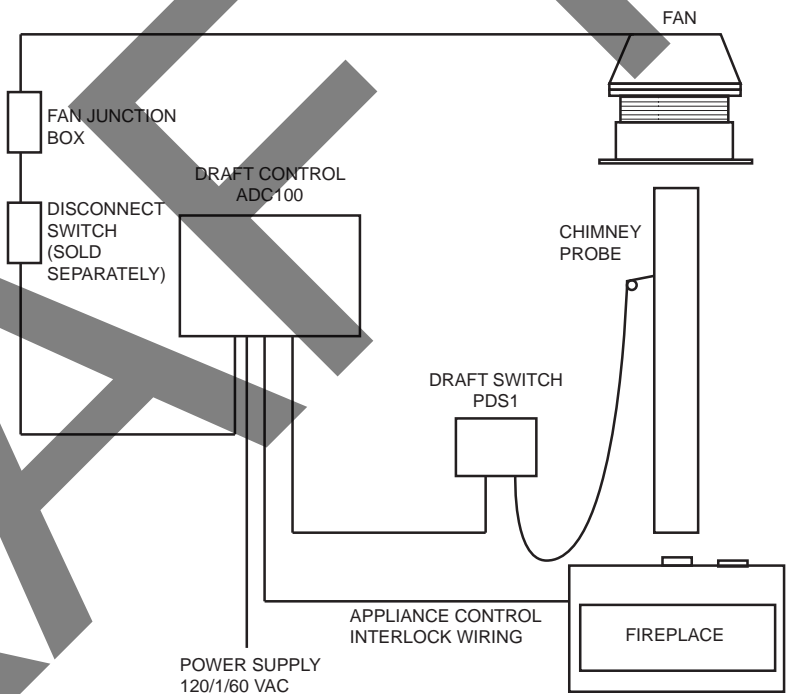 FAN
FAN JUNCTION
BOX
DRAFT CONTROL
ADC100
DISCONNECT
SWITCH
(SOLD
SEPARATELY)
CHIMNEY
PROBE
DRAFT SWITCH
PDS1
APPLIANCE CONTROL
INTERLOCK WIRING
FIREPLACE
POWER SUPPLY
120/1/60 VAC